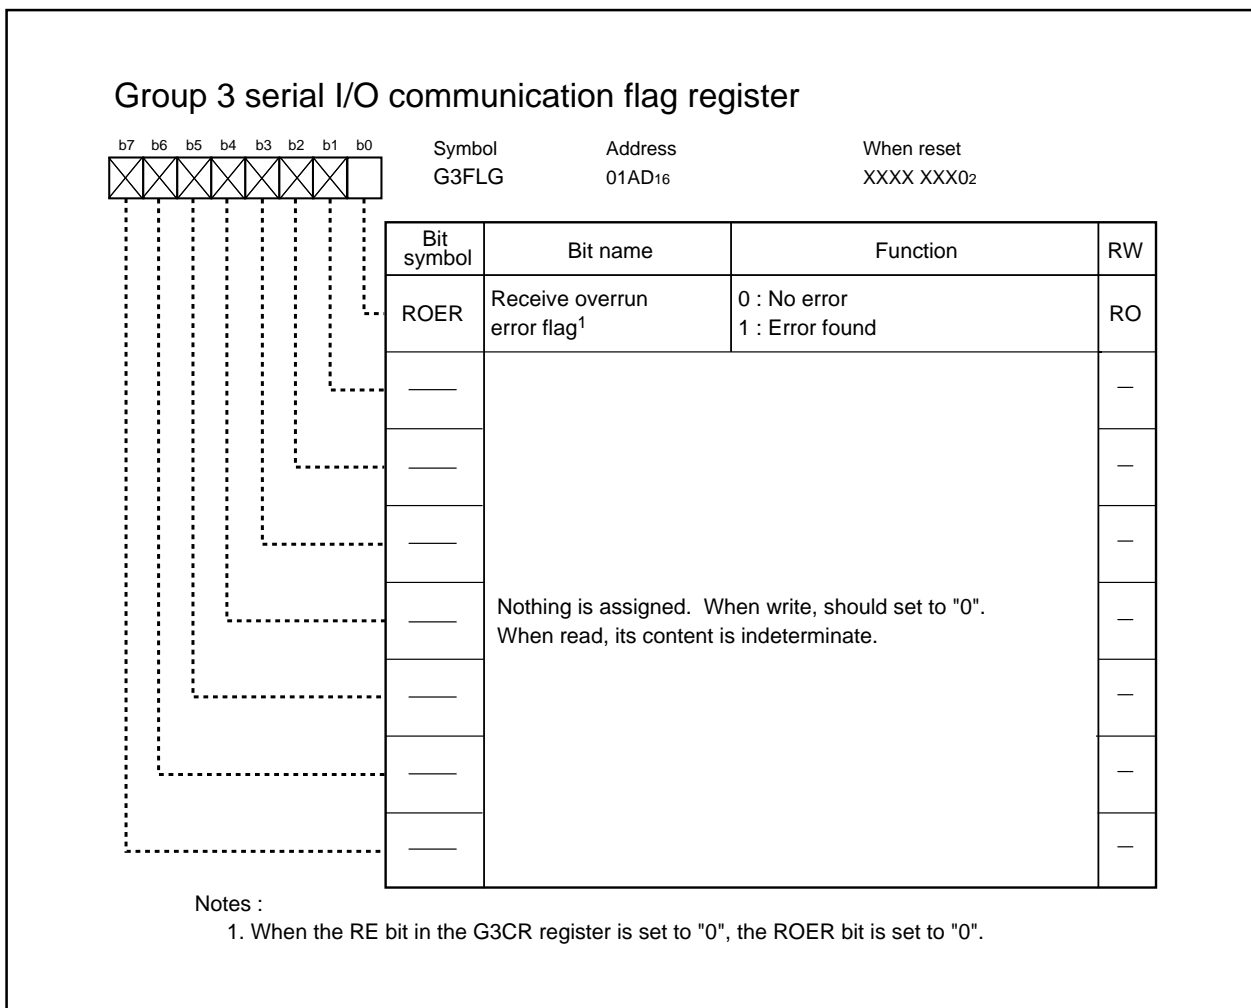 Group 3 serial I/O communication flag register
b7 b6 b5 b4 b3 b2 b1 b0
Symbol Address When reset
G3FLG 01AD16 XXXX XXX02
Bit symbol Bit name Function RW
ROER Receive overrun error flag1 0 : No error 1 : Error found RO
— —
— —
— —
— —
— —
— —
— —
Nothing is assigned. When write, should set to "0".
When read, its content is indeterminate.
Notes :
1. When the RE bit in the G3CR register is set to "0", the ROER bit is set to "0".